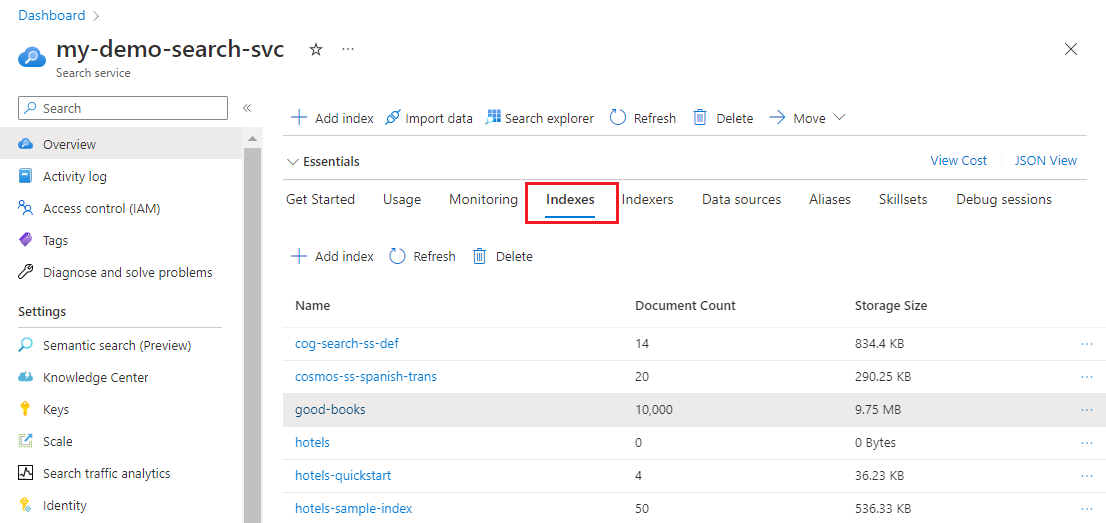 Dashboard
my-demo-search-svc
Search service
Search
Overview
Activity log
Access control (IAM)
Tags
Diagnose and solve problems
Settings
Semantic search (Preview)
Knowledge Center
Keys
Scale
Search traffic analytics
Identity
Add index Import data Search explorer Refresh Delete Move
Essentials View Cost JSON View
Get Started Usage Monitoring Indexes Indexers Data sources Aliases Skillsets Debug sessions
Add index Refresh Delete
Name Document Count Storage Size
cog-search-ss-def 14 834.4 KB
cosmos-ss-spanish-trans 20 290.25 KB
good-books 10,000 9.75 MB
hotels 0 0 Bytes
hotels-quickstart 4 36.23 KB
hotels-sample-index 50 536.33 KB